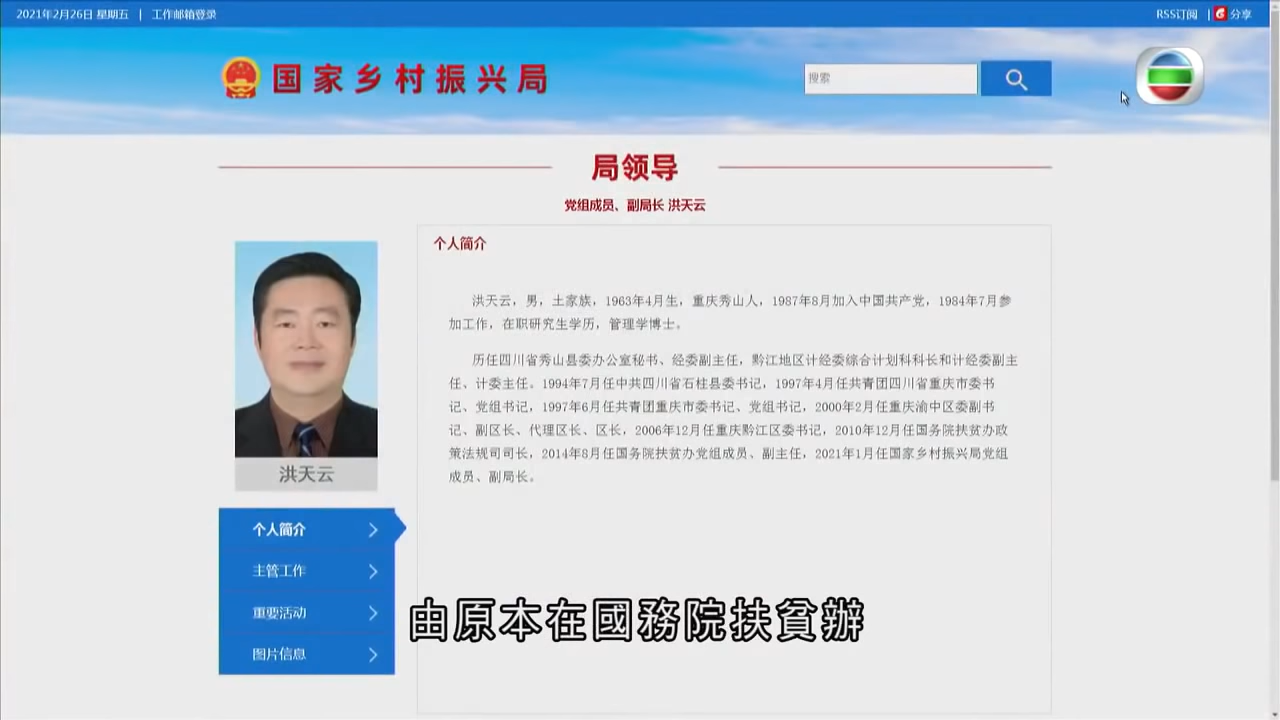 2021年2月26日 星期五 | 工作邮箱登录
RSS订阅 | 分享
国家乡村振兴局
搜索
局领导
党组成员、副局长 洪天云
个人简介
洪天云，男，土家族，1963年4月生，重庆秀山人，1987年8月加入中国共产党，1984年7月参
加工作，在职研究生学历，管理学博士。
历任四川省秀山县委办公室秘书、经委副主任，黔江地区计经委综合计划科科长和计经委副主
任、计委主任。1994年7月任中共四川省石柱县委书记，1997年4月任共青团四川省重庆市委书
记、党组书记，1997年6月任共青团重庆市委书记、党组书记，2000年2月任重庆渝中区委副书
记、副区长、代理区长、区长，2006年12月任重庆黔江区委书记，2010年12月任国务院扶贫办政
策法规司司长，2014年8月任国务院扶贫办党组成员、副主任，2021年1月任国家乡村振兴局党组
成员、副局长。
洪天云
个人简介
主管工作
重要活动
图片信息
由原本在國務院扶貧辦